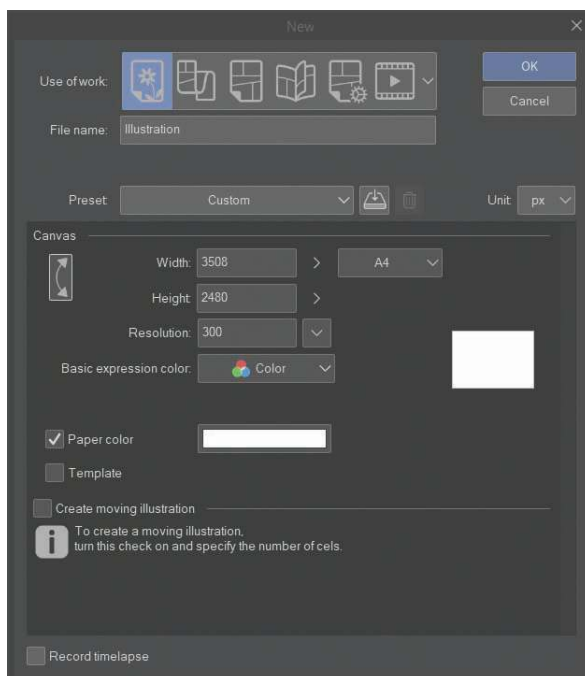 New
Use of work:
OK
Cancel
File name: Illustration
Preset: Custom
Unit: px
Canvas
Width: 3508 A4
Height: 2480
Resolution: 300
Basic expression color: Color
Paper color
Template
Create moving illustration
To create a moving illustration,
turn this check on and specify the number of cels.
Record timelapse